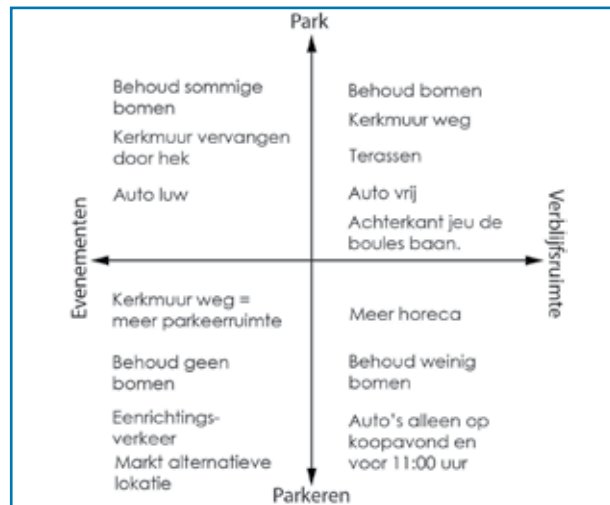 Park
Behoud sommige
bomen
Kerkmuur vervangen
door hek
Auto luw
Behoud bomen
Kerkmuur weg
Terassen
Auto vrij
Achterkant jeu de
boules baan.
Evenementen
Verblijfsruimte
Kerkmuur weg =
meer parkeerruimte
Behoud geen
bomen
Eenrichtings-
verkeer
Markt alternatieve
lokatie
Meer horeca
Behoud weinig
bomen
Auto's alleen op
koopavond en
voor 11:00 uur
Parkeren